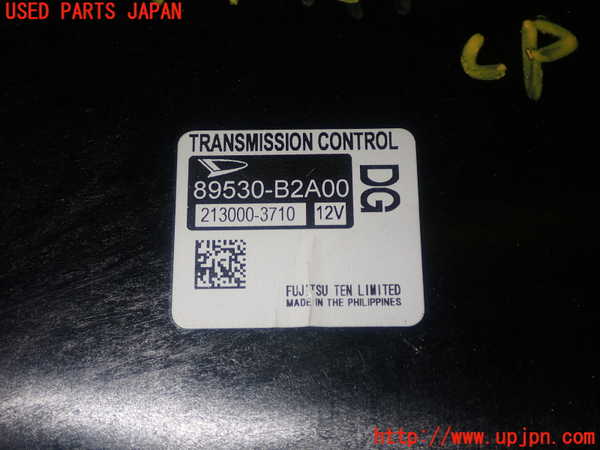 USED PARTS JAPAN
CP
TRANSMISSION CONTROL
89530-B2A00
213000-3710 12V
DG
FUJITSU TEN LIMITED
MADE IN THE PHILIPPINES
http://www.upjpn.com/